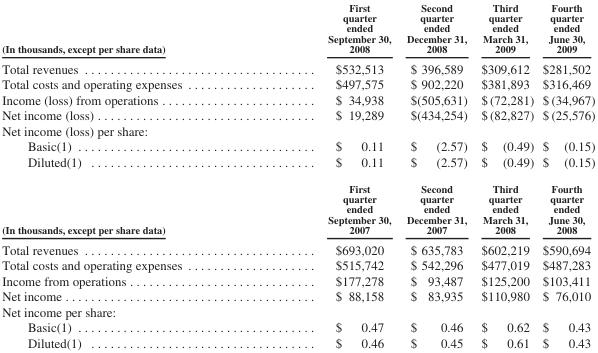 First Second Third Fourth
quarter quarter quarter quarter
ended ended ended ended
September 30, December 31, March 31, June 30,
(In thousands, except per share data) 2008 2008 2009 2009
Total revenues .................................. $532,513 $ 396,589 $309,612 $281,502
Total costs and operating expenses .................... $497,575 $ 902,220 $381,893 $316,469
Income (loss) from operations ........................ $ 34,938 $(505,631) $ (72,281) $ (34,967)
Net income (loss) .................................. $ 19,289 $(434,254) $ (82,827) $ (25,576)
Net income (loss) per share:
Basic(1) .................................... $ 0.11 $ (2.57) $ (0.49) $ (0.15)
Diluted(1) ................................... $ 0.11 $ (2.57) $ (0.49) $ (0.15)
First Second Third Fourth
quarter quarter quarter quarter
ended ended ended ended
September 30, December 31, March 31, June 30,
(In thousands, except per share data) 2007 2007 2008 2008
Total revenues .................................. $693,020 $ 635,783 $602,219 $590,694
Total costs and operating expenses .................... $515,742 $ 542,296 $477,019 $487,283
Income from operations ............................ $177,278 $ 93,487 $125,200 $103,411
Net income ...................................... $ 88,158 $ 83,935 $110,980 $ 76,010
Net income per share:
Basic(1) .................................... $ 0.47 $ 0.46 $ 0.62 $ 0.43
Diluted(1) ................................... $ 0.46 $ 0.45 $ 0.61 $ 0.43